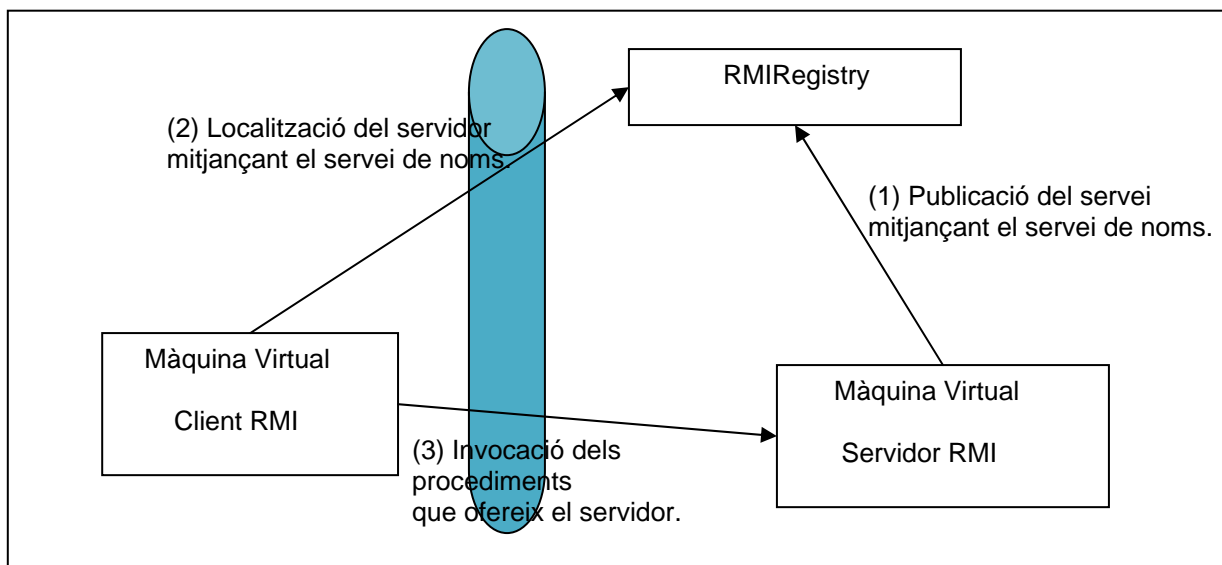 RMIRegistry
(2) Localització del servidor
mitjançant el servei de noms.
(1) Publicació del servei
mitjançant el servei de noms.
Màquina Virtual
Client RMI
Màquina Virtual
Servidor RMI
(3) Invocació dels
procediments
que ofereix el servidor.